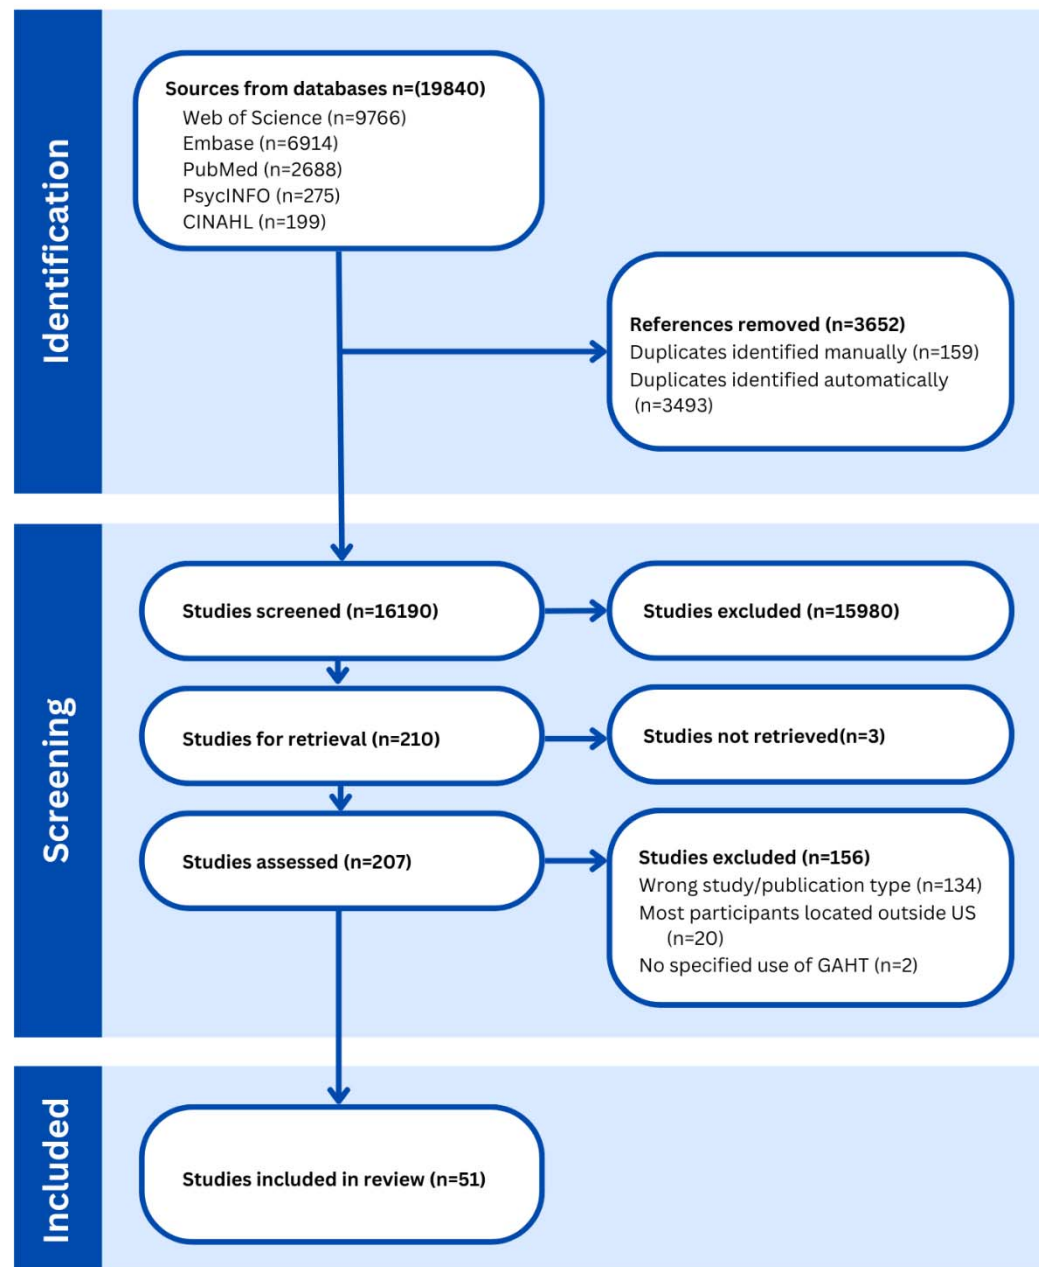 Identification
Sources from databases n=(19840)
Web of Science (n=9766)
Embase (n=6914)
PubMed (n=2688)
PsycINFO (n=275)
CINAHL (n=199)
References removed (n=3652)
Duplicates identified manually (n=159)
Duplicates identified automatically
(n=3493)
Screening
Studies screened (n=16190)
Studies excluded (n=15980)
Studies for retrieval (n=210)
Studies not retrieved(n=3)
Studies assessed (n=207)
Studies excluded (n=156)
Wrong study/publication type (n=134)
Most participants located outside US
(n=20)
No specified use of GAHT (n=2)
Included
Studies included in review (n=51)